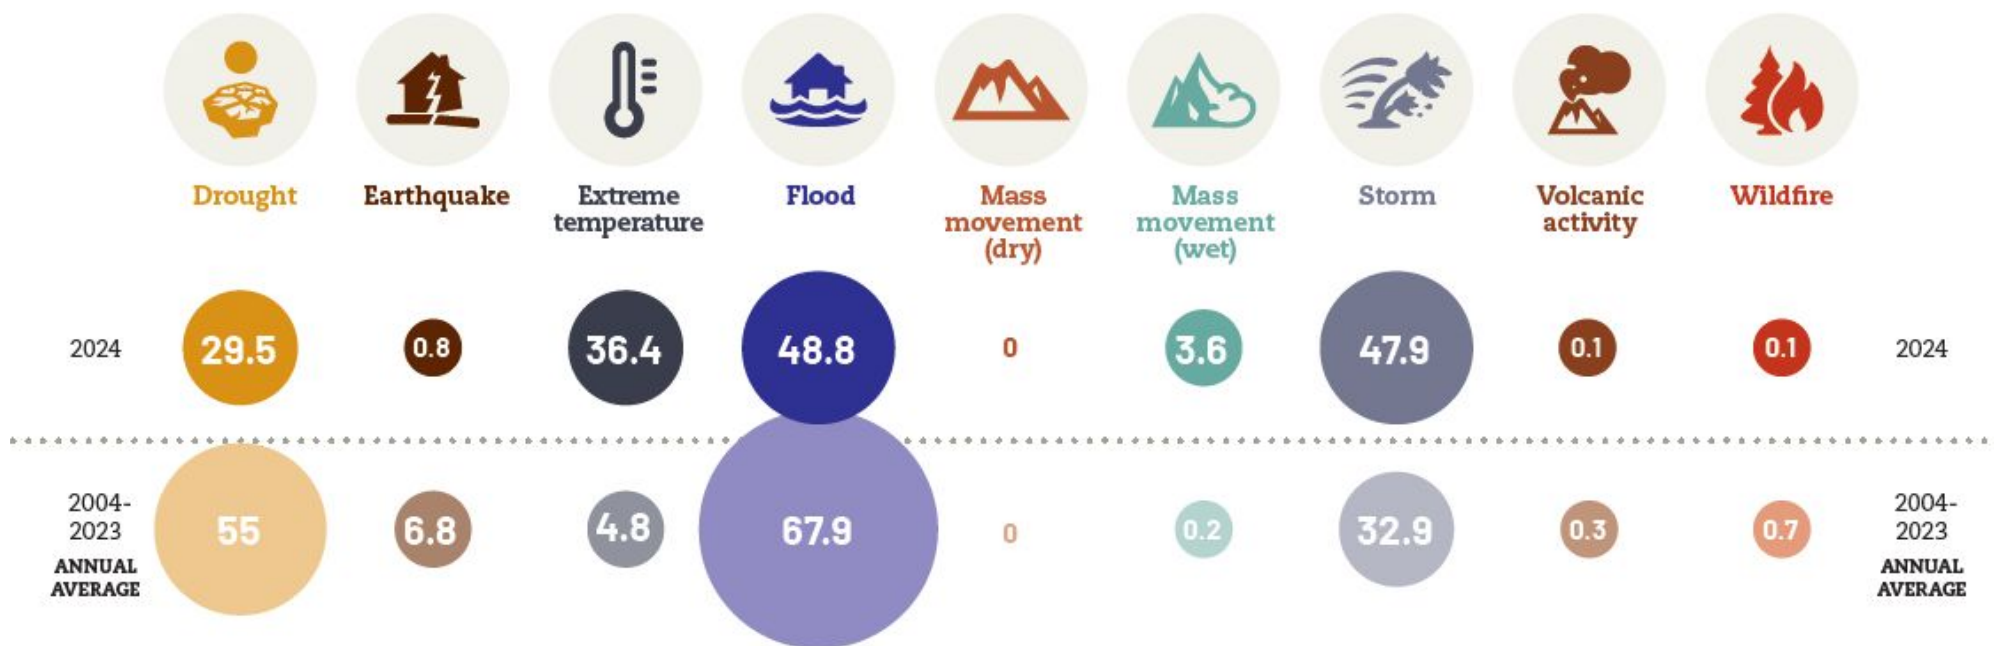 Drought
Earthquake
Extreme
temperature
Flood
Mass
movement
(dry)
Mass
movement
(wet)
Storm
Volcanic
activity
Wildfire
2024
29.5
0.8
36.4
48.8
0
3.6
47.9
0.1
0.1
2024
2004-
2023
ANNUAL
AVERAGE
55
6.8
4.8
67.9
0
0.2
32.9
0.3
0.7
2004-
2023
ANNUAL
AVERAGE